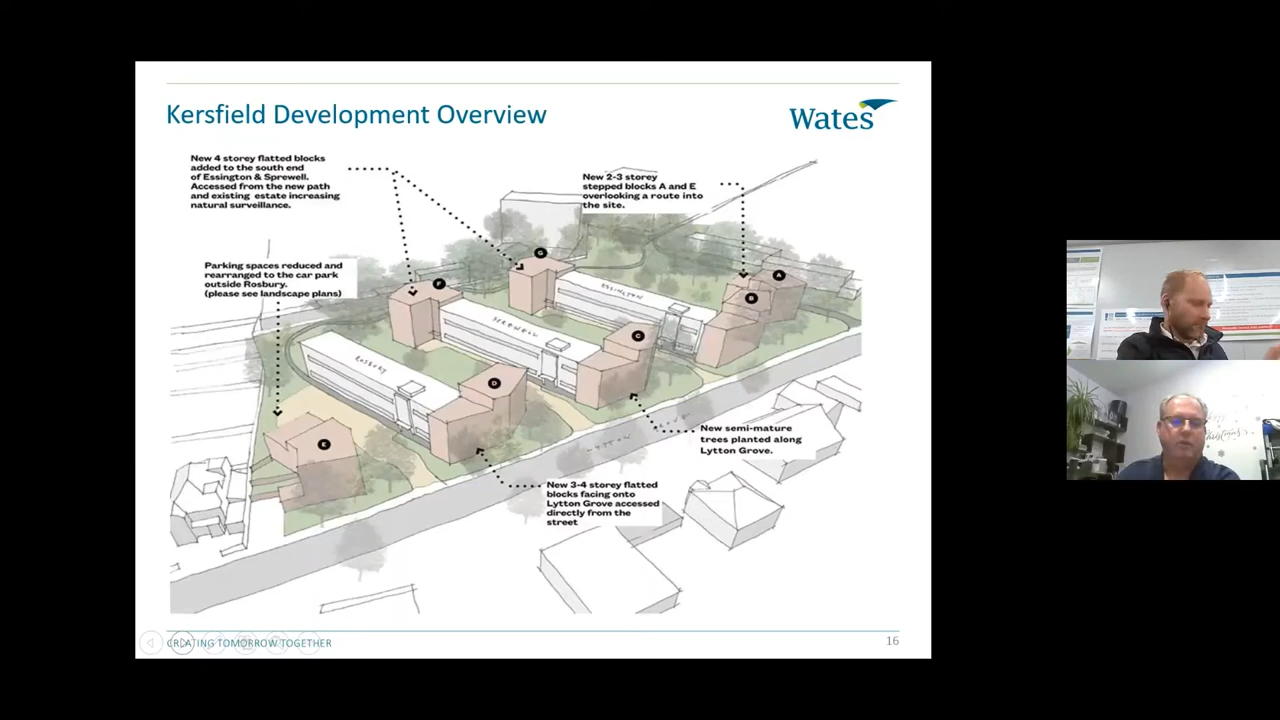 Kersfield Development Overview
Wates
New 4 storey flatted blocks
added to the south end
of Essington & Sprewell.
Accessed from the new path
and existing estate increasing
natural surveillance.
New 2-3 storey
stepped blocks A and E
overlooking a route into
the site.
Parking spaces reduced and
rearranged to the car park
outside Rosbury.
(please see landscape plans)
G
A
F
B
ESSINGTON
SPREWELL
C
ROSBURY
D
E
New semi-mature
trees planted along
Lytton Grove.
LYTTON
New 3-4 storey flatted
blocks facing onto
Lytton Grove accessed
directly from the
street
CREATING TOMORROW TOGETHER
16